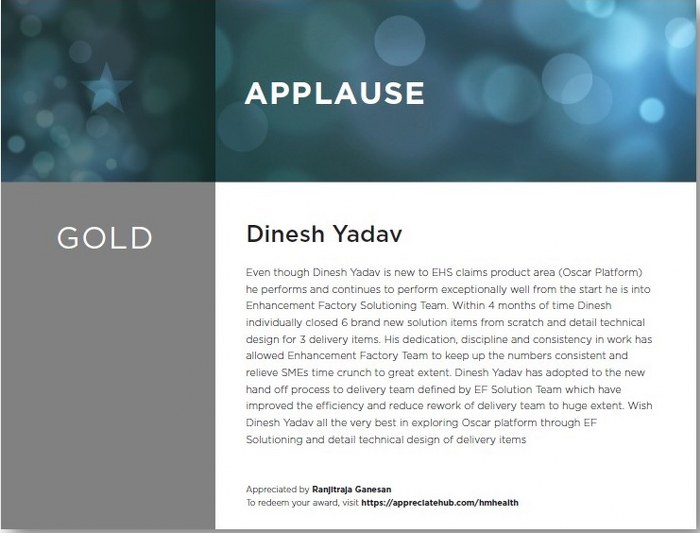 APPLAUSE
GOLD
Dinesh Yadav
Even though Dinesh Yadav is new to EHS claims product area (Oscar Platform)
he performs and continues to perform exceptionally well from the start he is into
Enhancement Factory Solutioning Team. Within 4 months of time Dinesh
individually closed 6 brand new solution items from scratch and detail technical
design for 3 delivery items. His dedication, discipline and consistency in work has
allowed Enhancement Factory Team to keep up the numbers consistent and
relieve SMEs time crunch to great extent. Dinesh Yadav has adopted to the new
hand off process to delivery team defined by EF Solution Team which have
improved the efficiency and reduce rework of delivery team to huge extent. Wish
Dinesh Yadav all the very best in exploring Oscar platform through EF
Solutioning and detail technical design of delivery items
Appreciated by Ranjitraja Ganesan
To redeem your award, visit https://appreciatehub.com/hmhealth